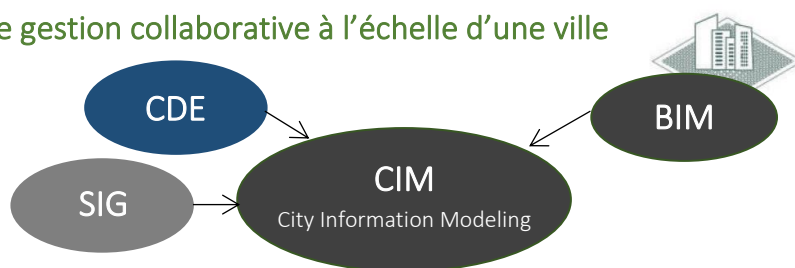 e gestion collaborative à l’échelle d’une ville
CDE
BIM
SIG
CIM
City Information Modeling